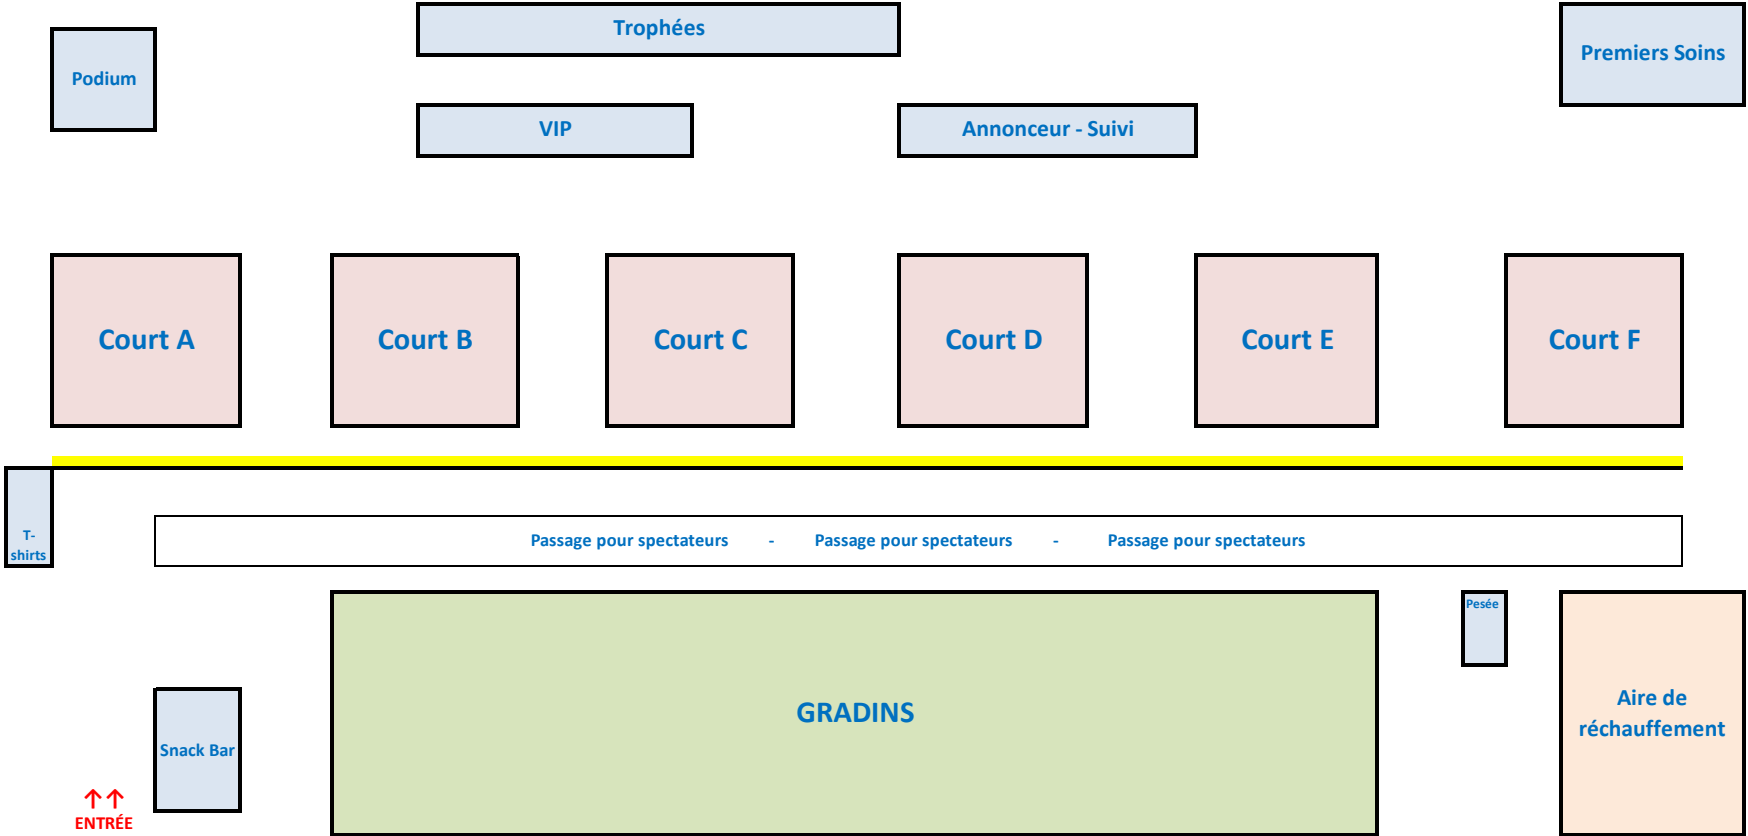 Trophées
Premiers Soins
Podium
VIP
Annonceur - Suivi
Court A
Court B
Court C
Court D
Court E
Court F
T-
shirts
Passage pour spectateurs - Passage pour spectateurs - Passage pour spectateurs
Pesée
GRADINS
Aire de
réchauffement
Snack Bar
↑↑
ENTRÉE